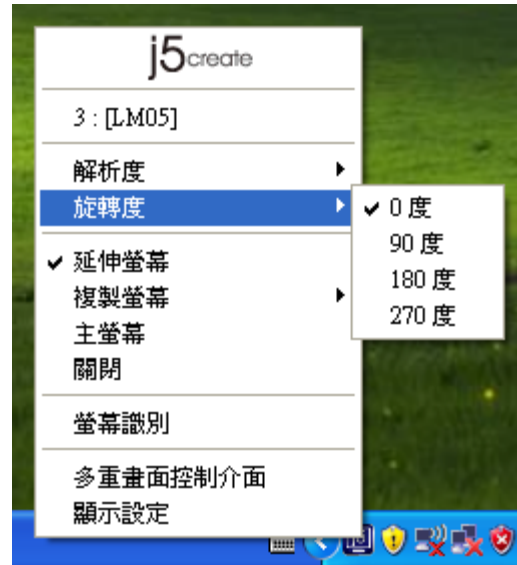 j5create
3 : [LM05]
解析度
旋轉度
0 度
90 度
180 度
270 度
延伸螢幕
複製螢幕
主螢幕
關閉
螢幕識別
多重畫面控制介面
顯示設定